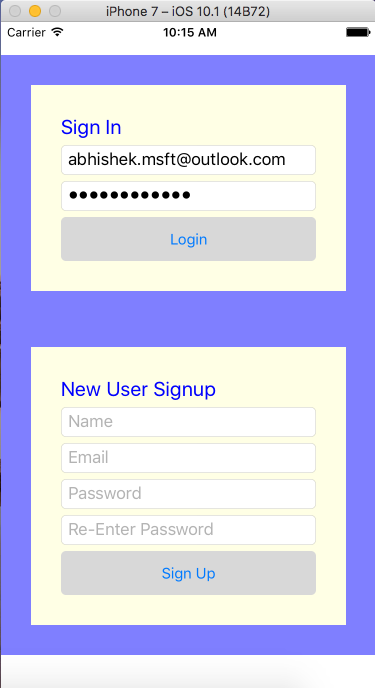 iPhone 7 – iOS 10.1 (14B72)
Carrier 10:15 AM
Sign In
abhishek.msft@outlook.com
●●●●●●●●●●●●
Login
New User Signup
Name
Email
Password
Re-Enter Password
Sign Up